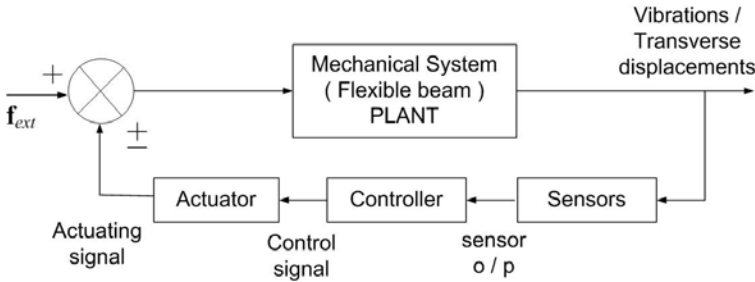 Vibrations /
Transverse
displacements
+
f_ext
±
Mechanical System
( Flexible beam )
PLANT
Actuator
Controller
Sensors
Actuating
signal
Control
signal
sensor
o / p